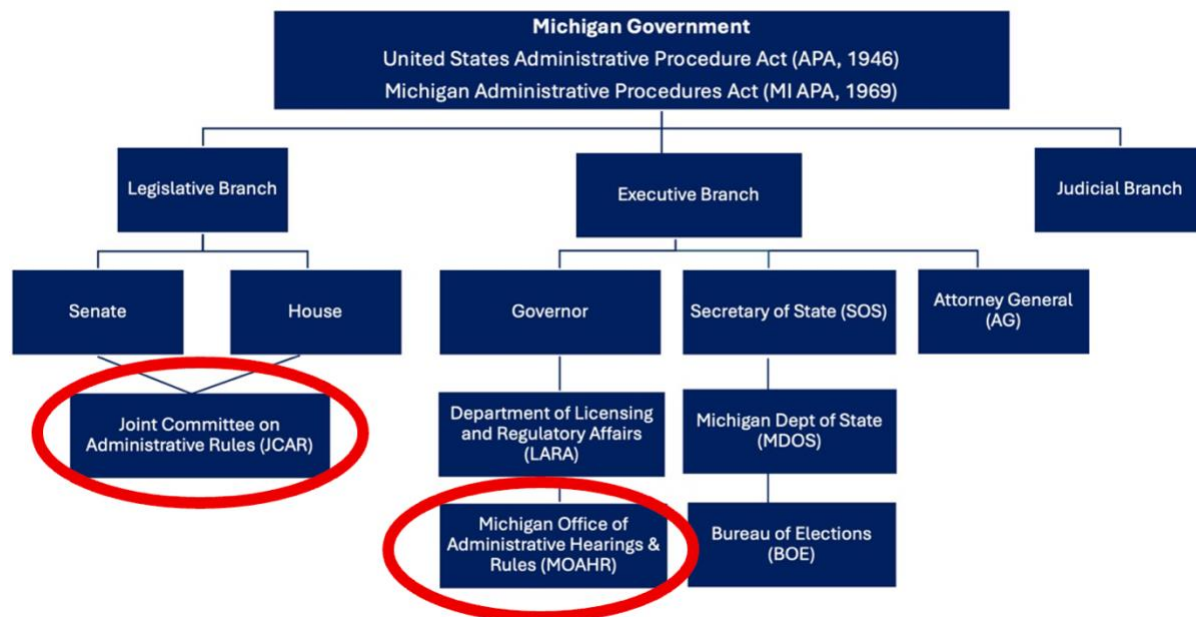 Michigan Government
United States Administrative Procedure Act (APA, 1946)
Michigan Administrative Procedures Act (MI APA, 1969)
Legislative Branch
Executive Branch
Judicial Branch
Senate
House
Governor
Secretary of State (SOS)
Attorney General
(AG)
Joint Committee on
Administrative Rules (JCAR)
Department of Licensing
and Regulatory Affairs
(LARA)
Michigan Dept of State
(MDOS)
Michigan Office of
Administrative Hearings &
Rules (MOAHR)
Bureau of Elections
(BOE)